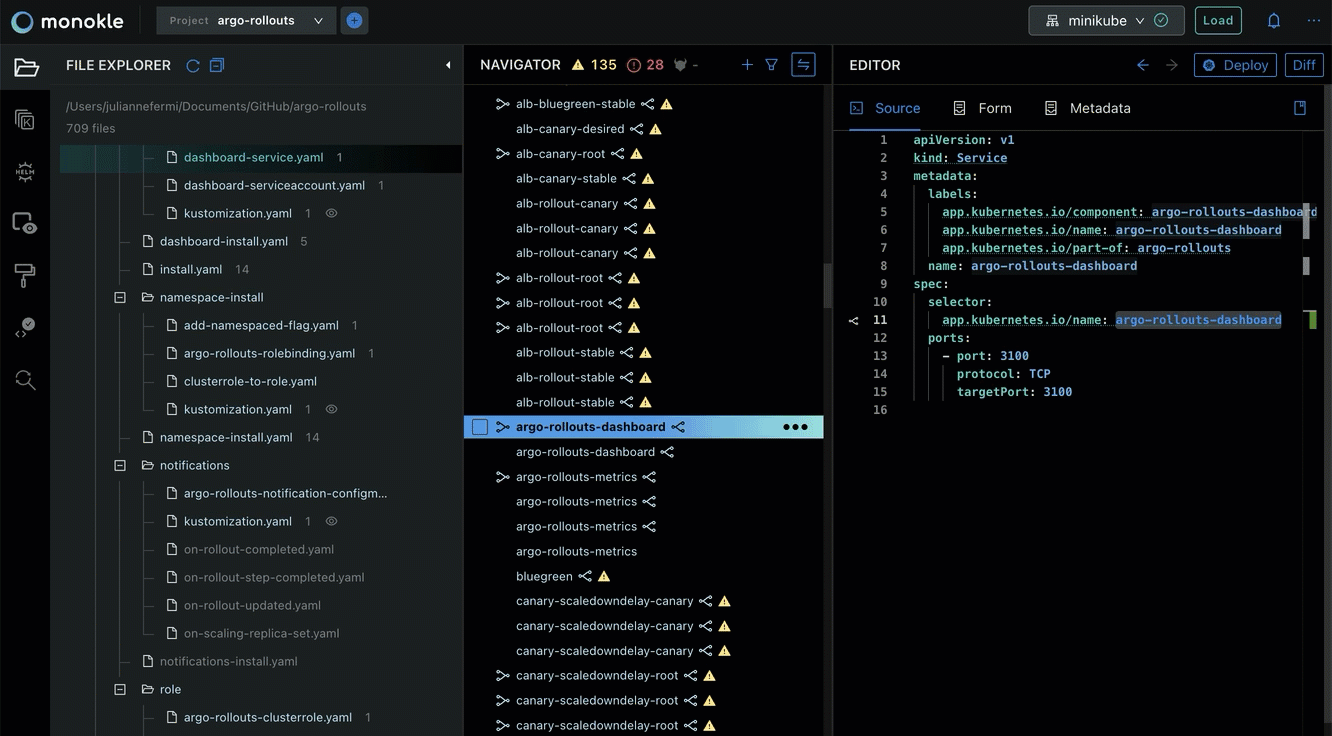 monokle
Project argo-rollouts
minikube
Load
FILE EXPLORER
/Users/juliannefermi/Documents/GitHub/argo-rollouts
709 files
dashboard-service.yaml 1
dashboard-serviceaccount.yaml 1
kustomization.yaml 1
dashboard-install.yaml 5
install.yaml 14
namespace-install
add-namespaced-flag.yaml 1
argo-rollouts-rolebinding.yaml 1
clusterrole-to-role.yaml
kustomization.yaml 1
namespace-install.yaml 14
notifications
argo-rollouts-notification-configm...
kustomization.yaml 1
on-rollout-completed.yaml
on-rollout-step-completed.yaml
on-rollout-updated.yaml
on-scaling-replica-set.yaml
notifications-install.yaml
role
argo-rollouts-clusterrole.yaml 1
HELM
NAVIGATOR 135 28 -
alb-bluegreen-stable
alb-canary-desired
alb-canary-root
alb-canary-stable
alb-rollout-canary
alb-rollout-canary
alb-rollout-canary
alb-rollout-root
alb-rollout-root
alb-rollout-root
alb-rollout-stable
alb-rollout-stable
alb-rollout-stable
argo-rollouts-dashboard
argo-rollouts-dashboard
argo-rollouts-metrics
argo-rollouts-metrics
argo-rollouts-metrics
argo-rollouts-metrics
bluegreen
canary-scaledowndelay-canary
canary-scaledowndelay-canary
canary-scaledowndelay-canary
canary-scaledowndelay-root
canary-scaledowndelay-root
canary-scaledowndelay-root
EDITOR
Deploy
Diff
Source Form Metadata
1 apiVersion: v1
2 kind: Service
3 metadata:
4 labels:
5 app.kubernetes.io/component: argo-rollouts-dashboard
6 app.kubernetes.io/name: argo-rollouts-dashboard
7 app.kubernetes.io/part-of: argo-rollouts
8 name: argo-rollouts-dashboard
9 spec:
10 selector:
11 app.kubernetes.io/name: argo-rollouts-dashboard
12 ports:
13 - port: 3100
14 protocol: TCP
15 targetPort: 3100
16